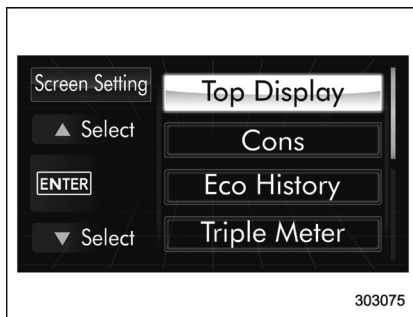 Screen Setting
Top Display
▲ Select
Cons
ENTER
Eco History
▼ Select
Triple Meter
303075